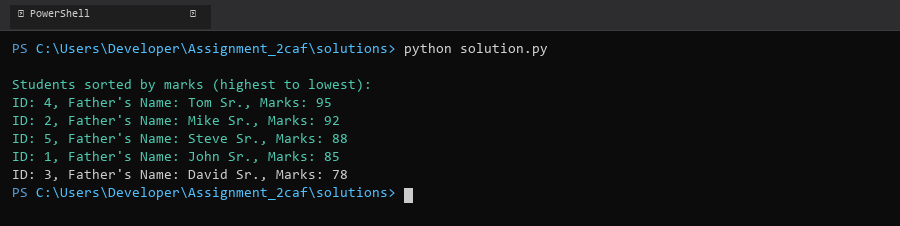 PowerShell
PS C:\Users\Developer\Assignment_2caf\solutions> python solution.py
Students sorted by marks (highest to lowest):
ID: 4, Father's Name: Tom Sr., Marks: 95
ID: 2, Father's Name: Mike Sr., Marks: 92
ID: 5, Father's Name: Steve Sr., Marks: 88
ID: 1, Father's Name: John Sr., Marks: 85
ID: 3, Father's Name: David Sr., Marks: 78
PS C:\Users\Developer\Assignment_2caf\solutions>